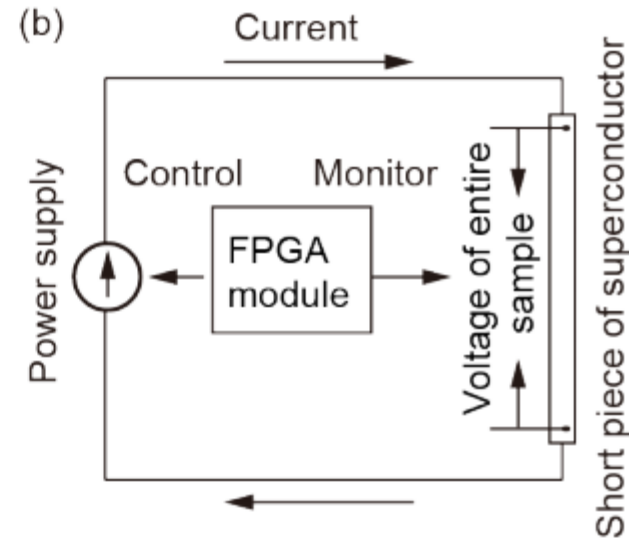 (b)
Current
Control
Monitor
FPGA
module
Power supply
Voltage of entire
sample
Short piece of superconductor